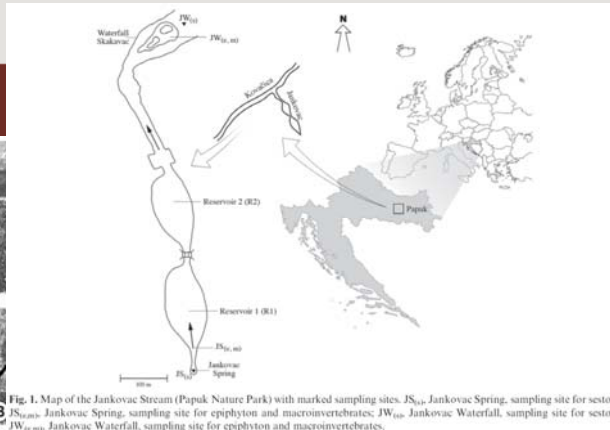 JW(s)
N
Waterfall
Skakavac
JW(e, m)
Kovačica
Jankovac
Reservoir 2 (R2)
Papuk
Reservoir 1 (R1)
JS(e, m)
Jankovac
Spring
JS(s)
Fig. 1. Map of the Jankovac Stream (Papuk Nature Park) with marked sampling sites. JS(s), Jankovac Spring, sampling site for sesto
JS(e,m), Jankovac Spring, sampling site for epiphyton and macroinvertebrates; JW(s), Jankovac Waterfall, sampling site for sesto
JW(e, m), Jankovac Waterfall, sampling site for epiphyton and macroinvertebrates.